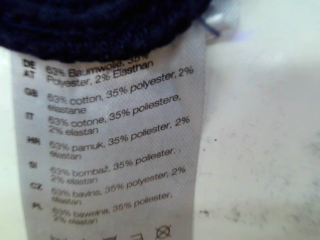 DE 63% Baumwolle, 35%
AT Polyester, 2% Elasthan
GB 63% cotton, 35% polyester, 2%
elastane
IT 63% cotone, 35% poliestere,
2% elastan
HR 63% pamuk, 35% poliester, 2%
elastan
SI 63% bombaž, 35% poliester,
2% elastan
CZ 63% bavlna, 35% polyester, 2%
elastan
PL 63% bawełna, 35% poliester, 2%
elastan